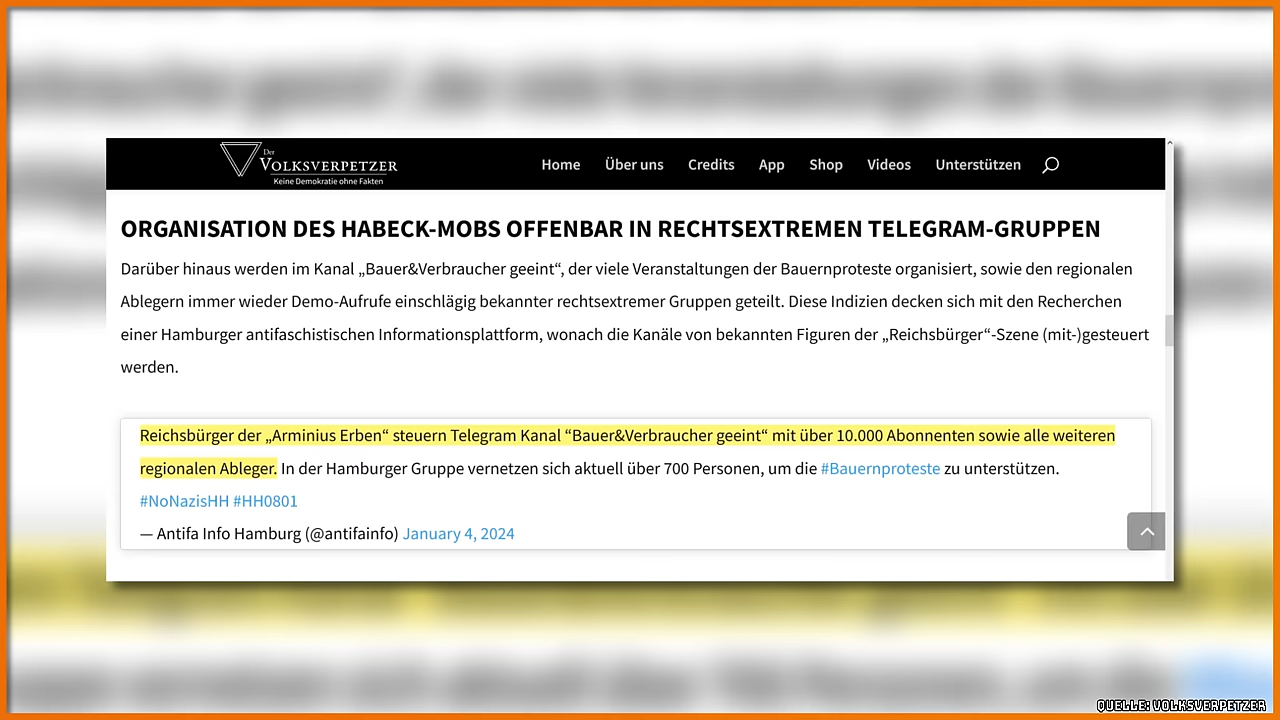 Der
VOLKSVERPETZER
Keine Demokratie ohne Fakten
Home Über uns Credits App Shop Videos Unterstützen
ORGANISATION DES HABECK-MOBS OFFENBAR IN RECHTSEXTREMEN TELEGRAM-GRUPPEN
Darüber hinaus werden im Kanal „Bauer&Verbraucher geeint“, der viele Veranstaltungen der Bauernproteste organisiert, sowie den regionalen
Ablegern immer wieder Demo-Aufrufe einschlägig bekannter rechtsextremer Gruppen geteilt. Diese Indizien decken sich mit den Recherchen
einer Hamburger antifaschistischen Informationsplattform, wonach die Kanäle von bekannten Figuren der „Reichsbürger“-Szene (mit-)gesteuert
werden.
Reichsbürger der „Arminius Erben“ steuern Telegram Kanal “Bauer&Verbraucher geeint“ mit über 10.000 Abonnenten sowie alle weiteren
regionalen Ableger. In der Hamburger Gruppe vernetzen sich aktuell über 700 Personen, um die #Bauernproteste zu unterstützen.
#NoNazisHH #HH0801
— Antifa Info Hamburg (@antifainfo) January 4, 2024
QUELLE: VOLKSVERPETZER